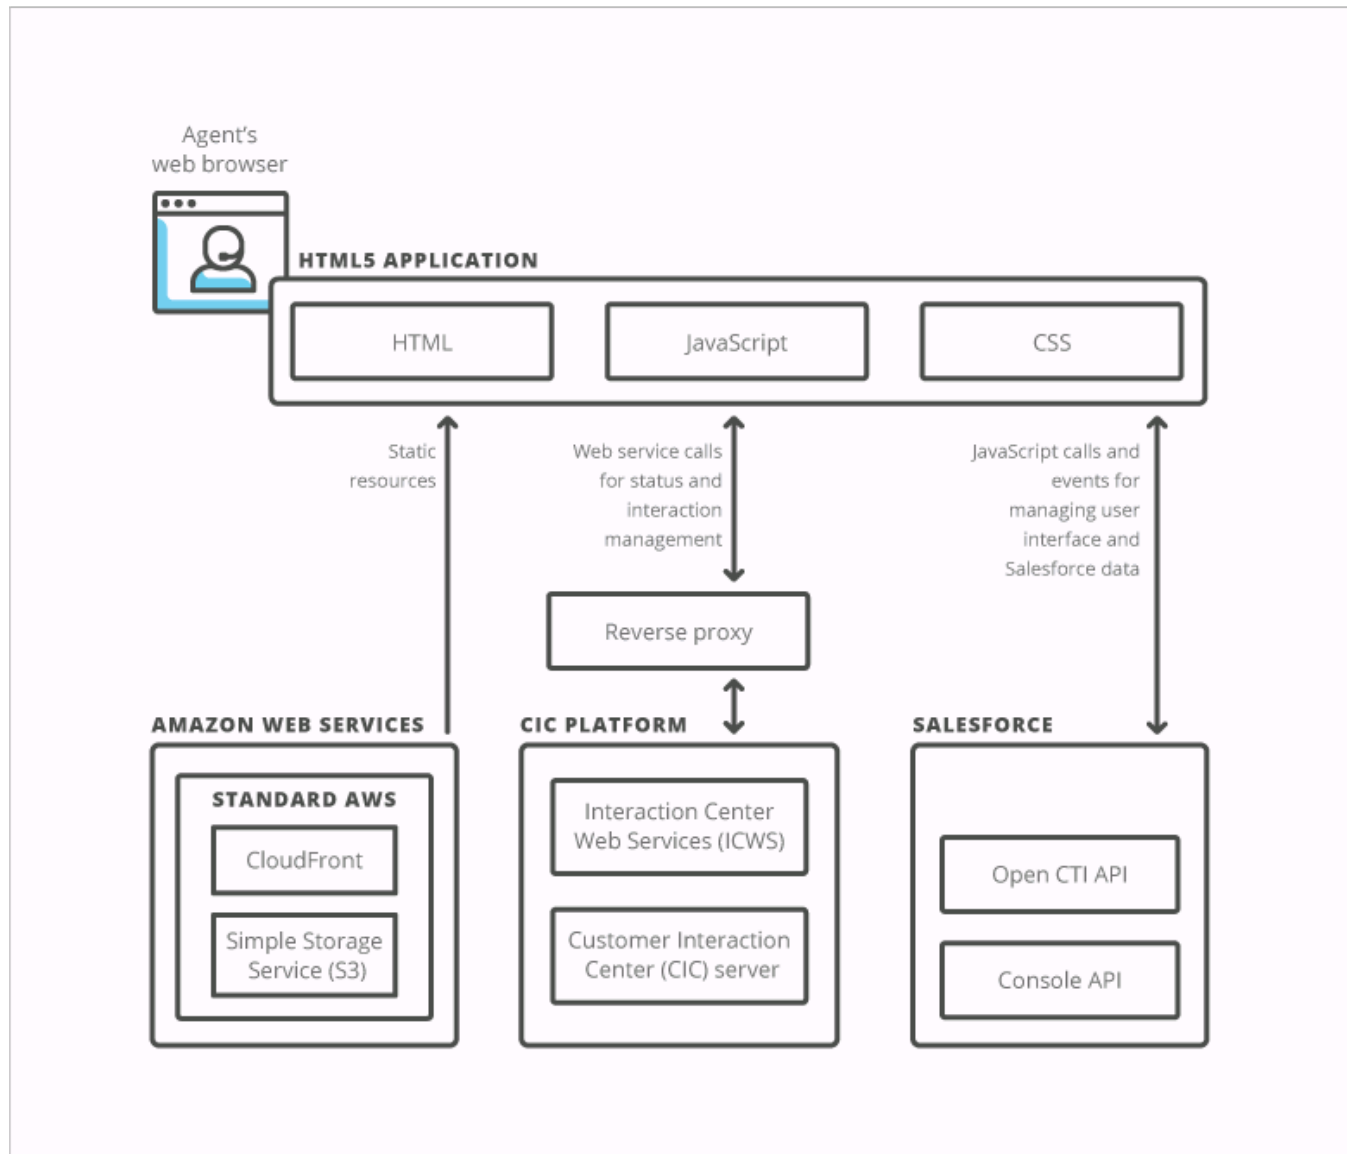 Agent's
web browser
HTML5 APPLICATION
HTML
JavaScript
CSS
Static
resources
Web service calls
for status and
interaction
management
JavaScript calls and
events for
managing user
interface and
Salesforce data
Reverse proxy
AMAZON WEB SERVICES
STANDARD AWS
CloudFront
Simple Storage
Service (S3)
CIC PLATFORM
Interaction Center
Web Services (ICWS)
Customer Interaction
Center (CIC) server
SALESFORCE
Open CTI API
Console API